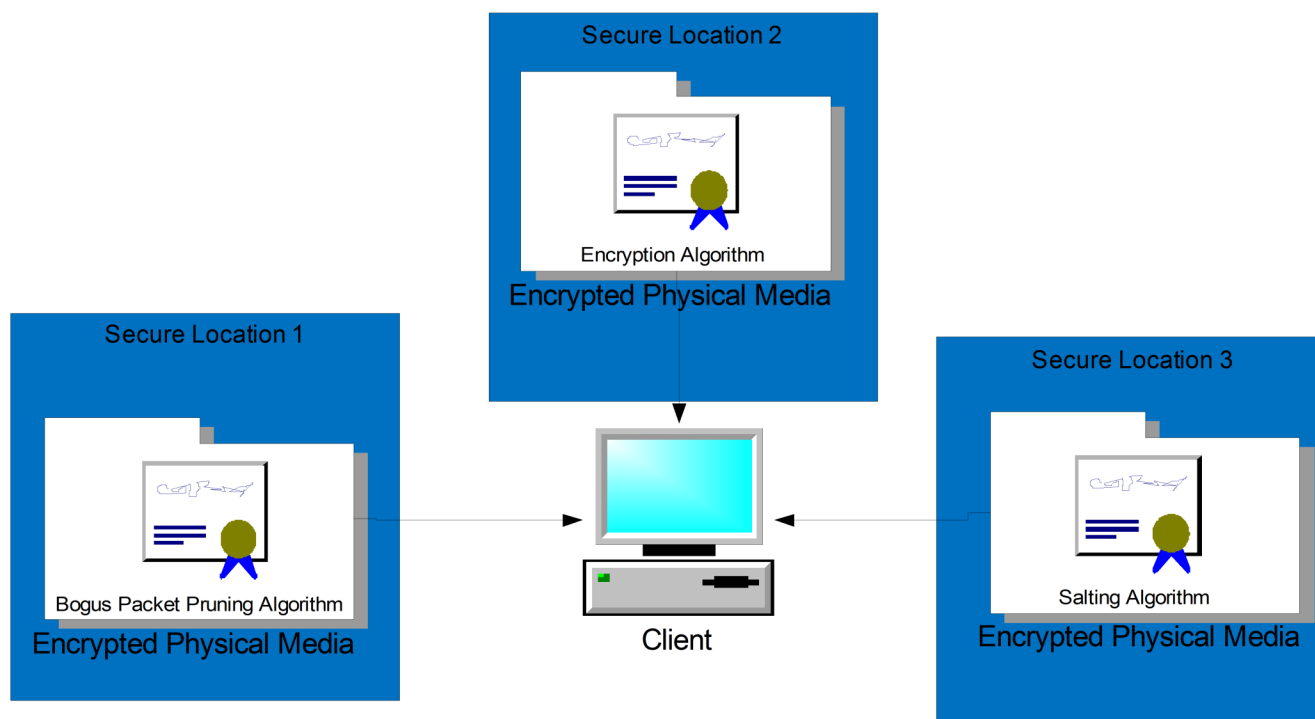 Secure Location 2
Encryption Algorithm
Encrypted Physical Media
Secure Location 1
Bogus Packet Pruning Algorithm
Encrypted Physical Media
Secure Location 3
Salting Algorithm
Encrypted Physical Media
Client